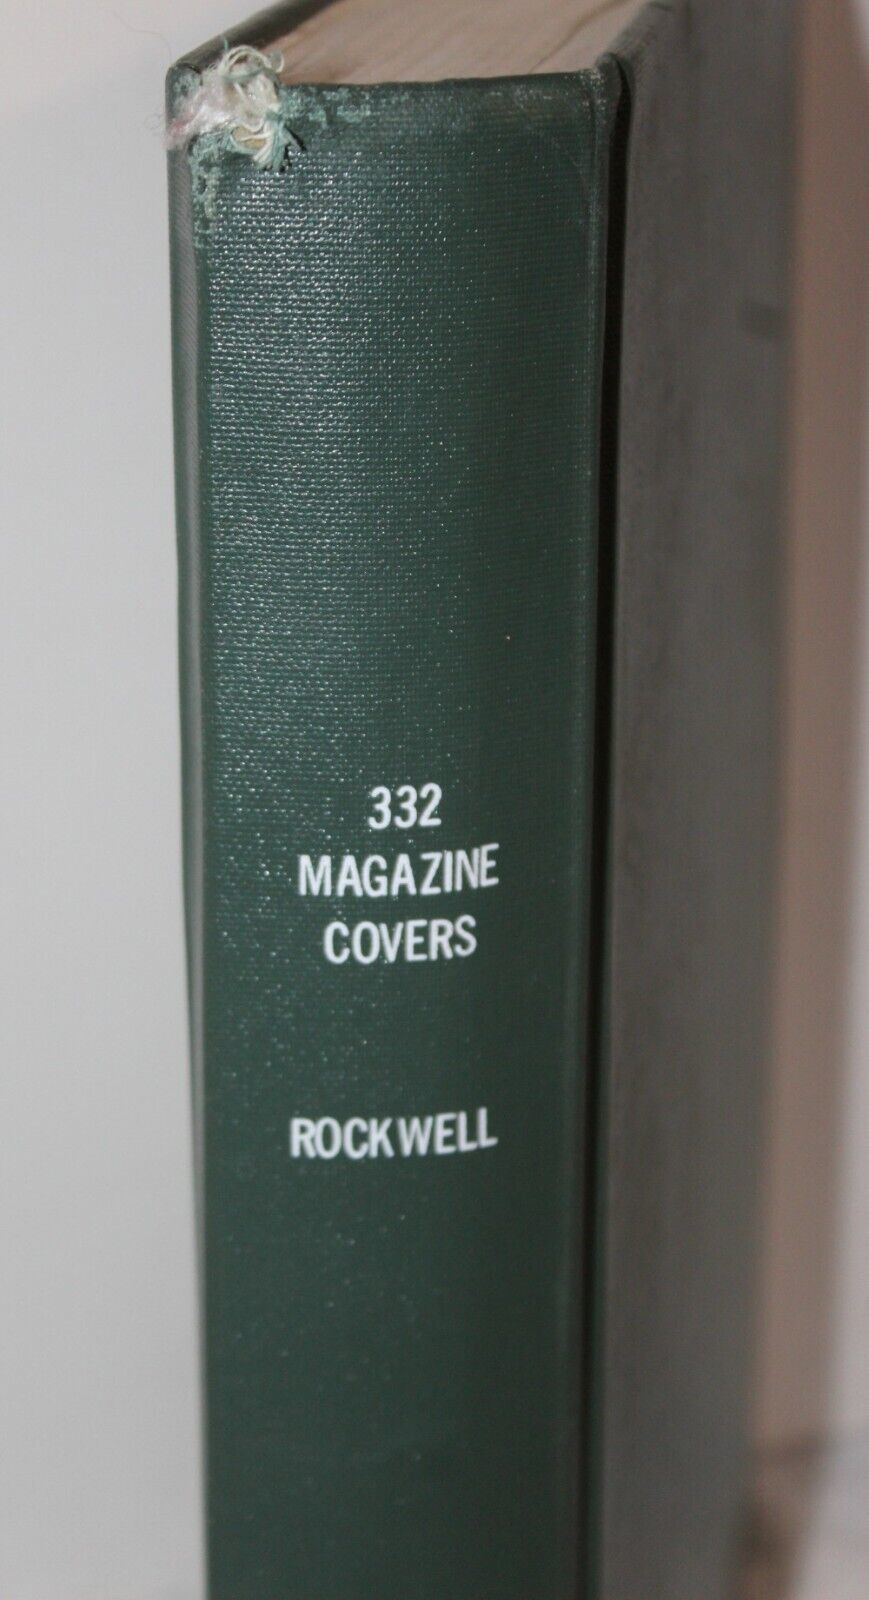 332
MAGAZINE
COVERS
ROCKWELL